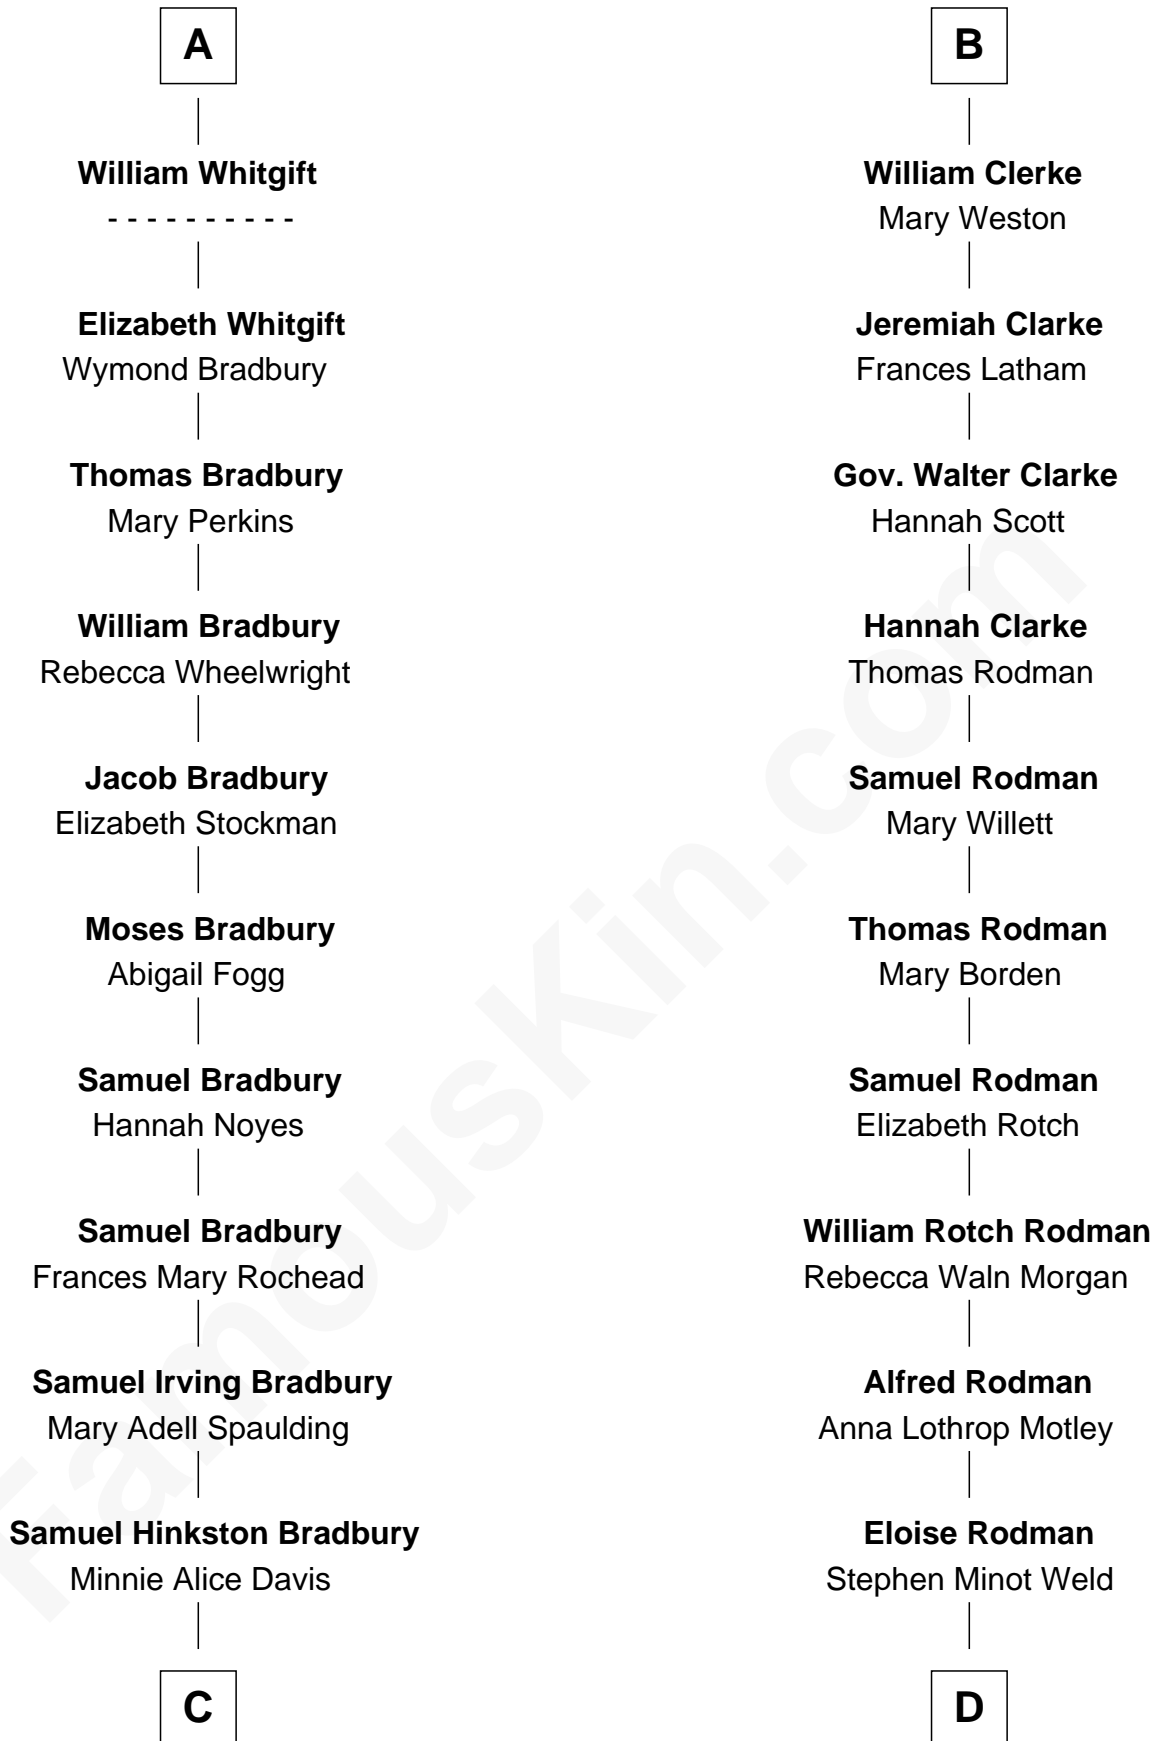 A
William Whitgift
- - - - - - - - - -
Elizabeth Whitgift
Wymond Bradbury
Thomas Bradbury
Mary Perkins
William Bradbury
Rebecca Wheelwright
Jacob Bradbury
Elizabeth Stockman
Moses Bradbury
Abigail Fogg
Samuel Bradbury
Hannah Noyes
Samuel Bradbury
Frances Mary Rochead
Samuel Irving Bradbury
Mary Adell Spaulding
Samuel Hinkston Bradbury
Minnie Alice Davis
C
B
William Clerke
Mary Weston
Jeremiah Clarke
Frances Latham
Gov. Walter Clarke
Hannah Scott
Hannah Clarke
Thomas Rodman
Samuel Rodman
Mary Willett
Thomas Rodman
Mary Borden
Samuel Rodman
Elizabeth Rotch
William Rotch Rodman
Rebecca Waln Morgan
Alfred Rodman
Anna Lothrop Motley
Eloise Rodman
Stephen Minot Weld
D
FamousKin.com